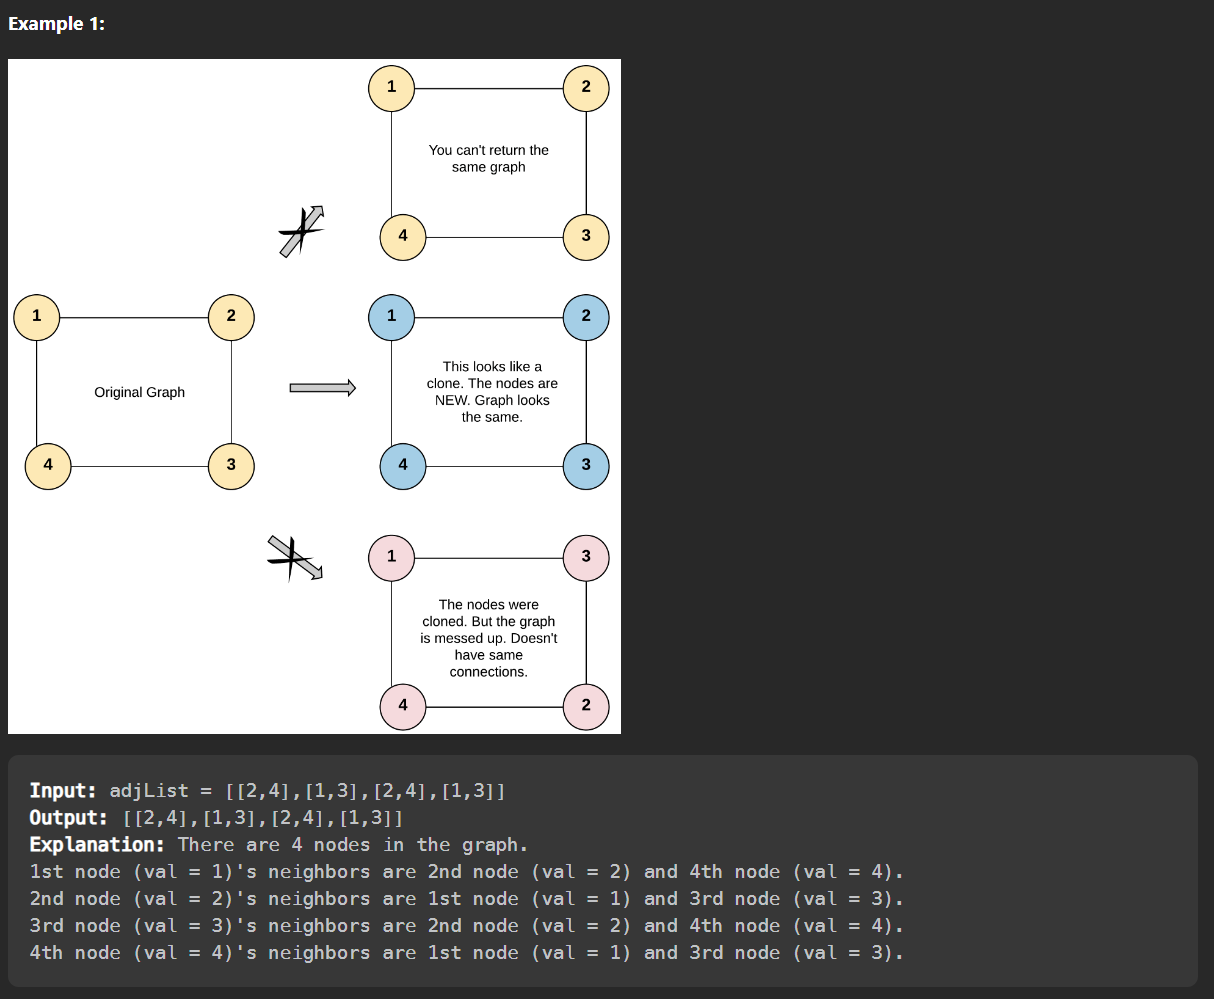 Example 1:
1
2
You can't return the
same graph
4
3
1
2
Original Graph
4
3
1
2
This looks like a
clone. The nodes are
NEW. Graph looks
the same.
4
3
1
3
The nodes were
cloned. But the graph
is messed up. Doesn't
have same
connections.
4
2
Input: adjList = [[2,4],[1,3],[2,4],[1,3]]
Output: [[2,4],[1,3],[2,4],[1,3]]
Explanation: There are 4 nodes in the graph.
1st node (val = 1)'s neighbors are 2nd node (val = 2) and 4th node (val = 4).
2nd node (val = 2)'s neighbors are 1st node (val = 1) and 3rd node (val = 3).
3rd node (val = 3)'s neighbors are 2nd node (val = 2) and 4th node (val = 4).
4th node (val = 4)'s neighbors are 1st node (val = 1) and 3rd node (val = 3).